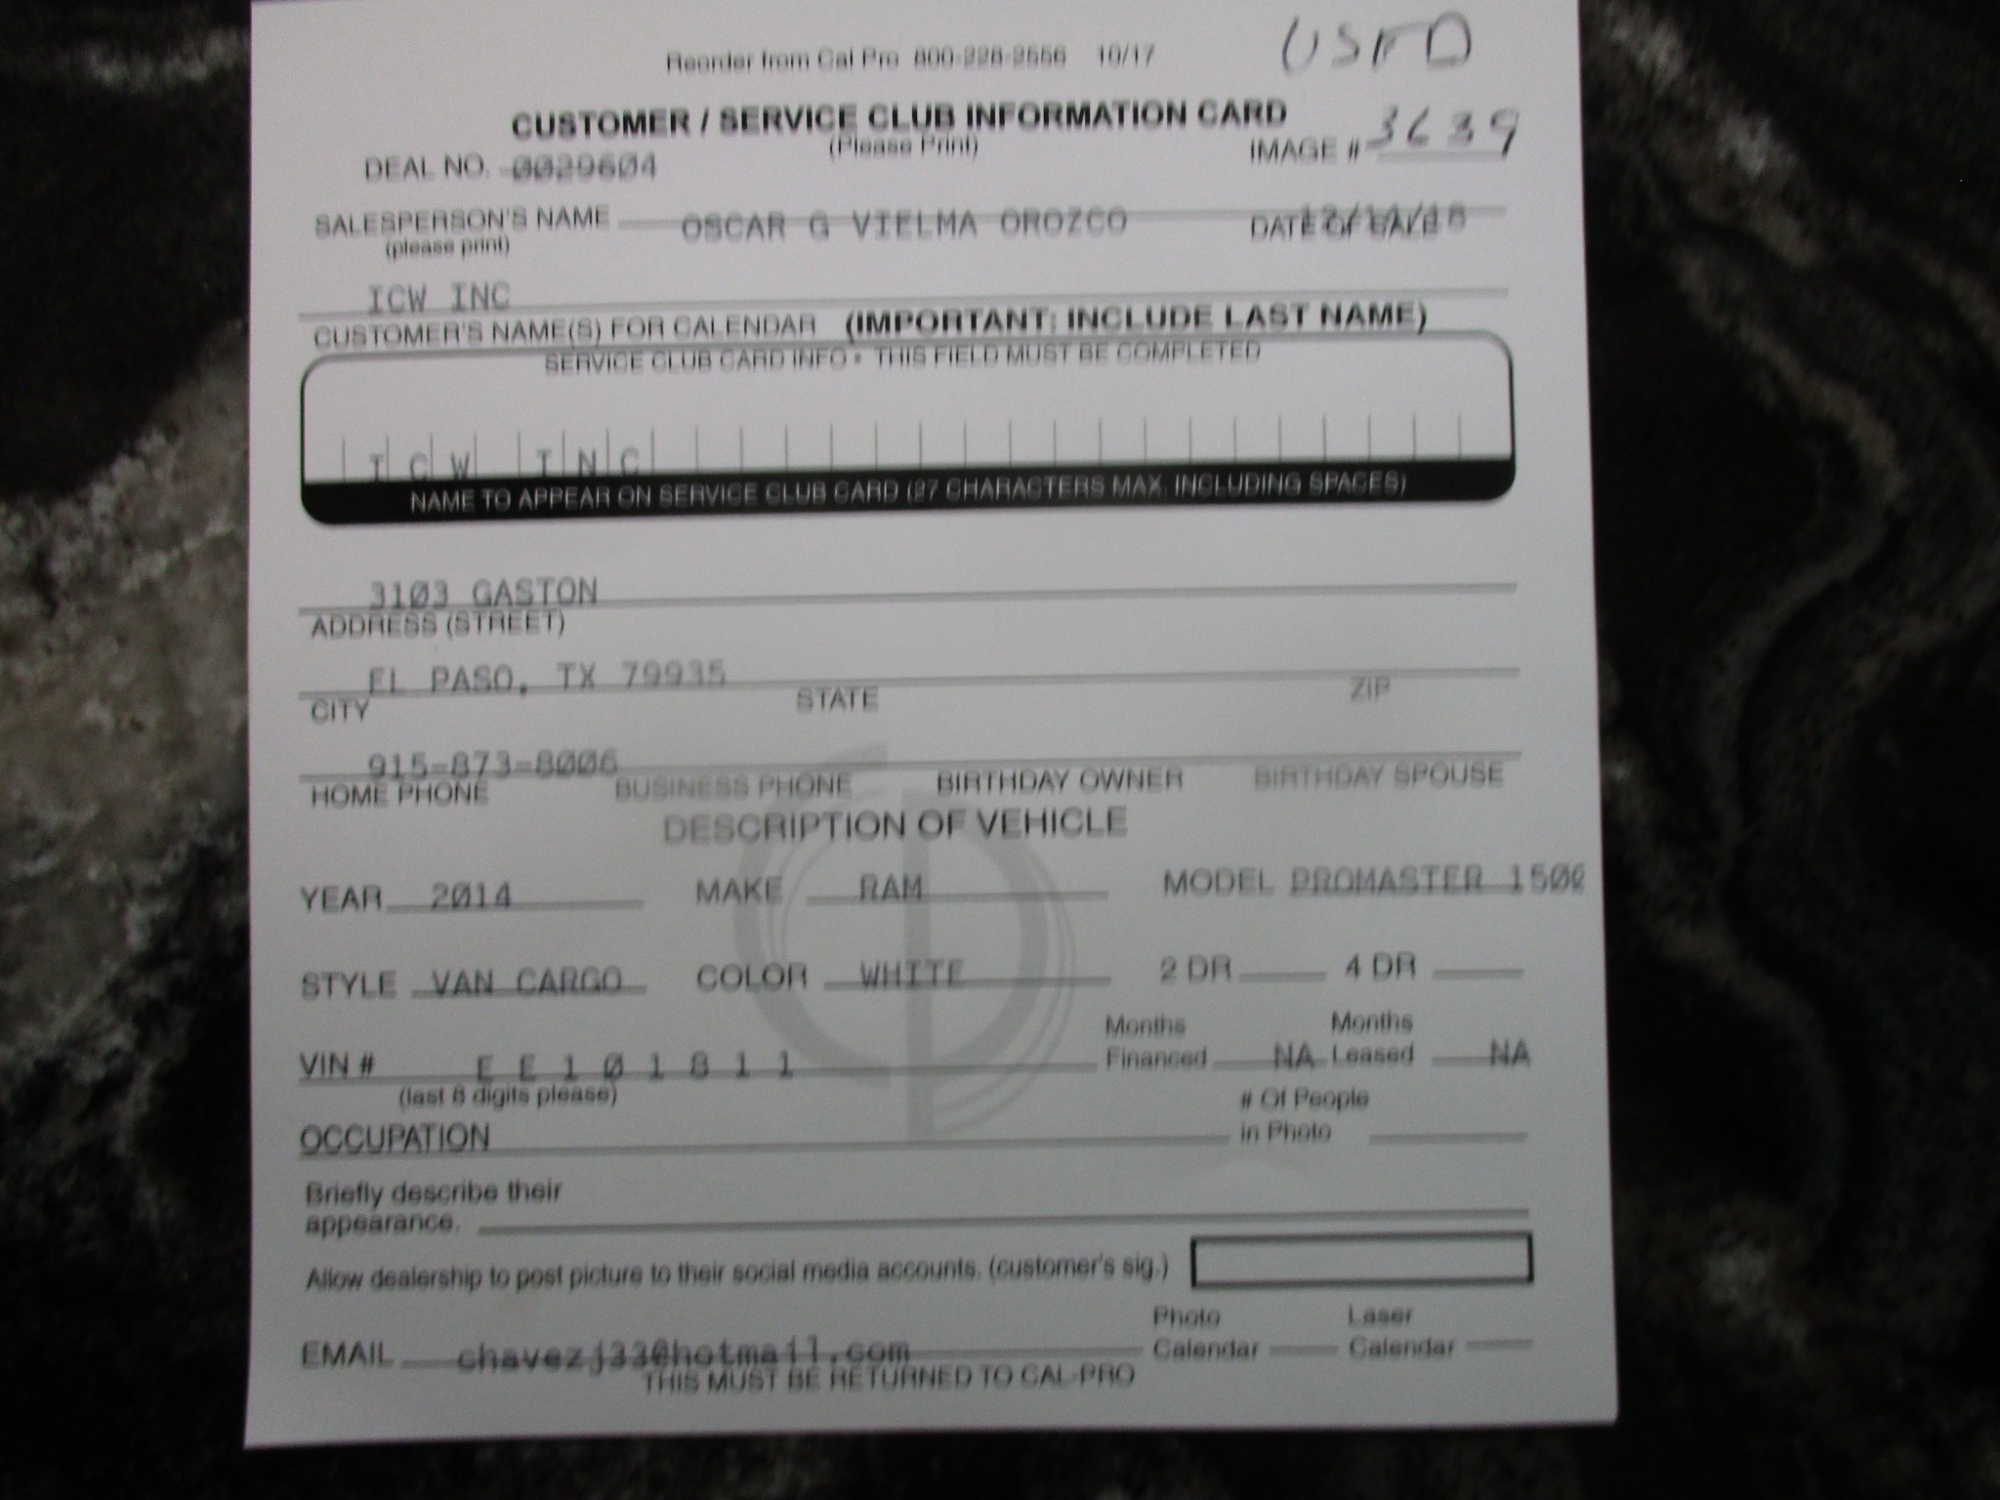 Reorder from Cal Pro 800-228-2556 10/17
USED
CUSTOMER / SERVICE CLUB INFORMATION CARD
(Please Print)
DEAL NO. 0029604
IMAGE # 3639
SALESPERSON'S NAME OSCAR G VIELMA OROZCO DATE OF SALE
(please print)
ICW INC
CUSTOMER'S NAME(S) FOR CALENDAR (IMPORTANT: INCLUDE LAST NAME)
SERVICE CLUB CARD INFO • THIS FIELD MUST BE COMPLETED
ICW INC
NAME TO APPEAR ON SERVICE CLUB CARD (27 CHARACTERS MAX. INCLUDING SPACES)
3103 GASTON
ADDRESS (STREET)
EL PASO, TX 79935
CITY STATE ZIP
915-873-8006
HOME PHONE BUSINESS PHONE BIRTHDAY OWNER BIRTHDAY SPOUSE
DESCRIPTION OF VEHICLE
YEAR 2014 MAKE RAM MODEL PROMASTER 1500
STYLE VAN CARGO COLOR WHITE 2 DR 4 DR
VIN # E E 1 0 1 8 1 1 Months Financed NA Months Leased NA
(last 8 digits please)
OCCUPATION # Of People in Photo
Briefly describe their
appearance.
Allow dealership to post picture to their social media accounts. (customer's sig.)
EMAIL chavezj33@hotmail.com Photo Calendar Laser Calendar
THIS MUST BE RETURNED TO CAL-PRO